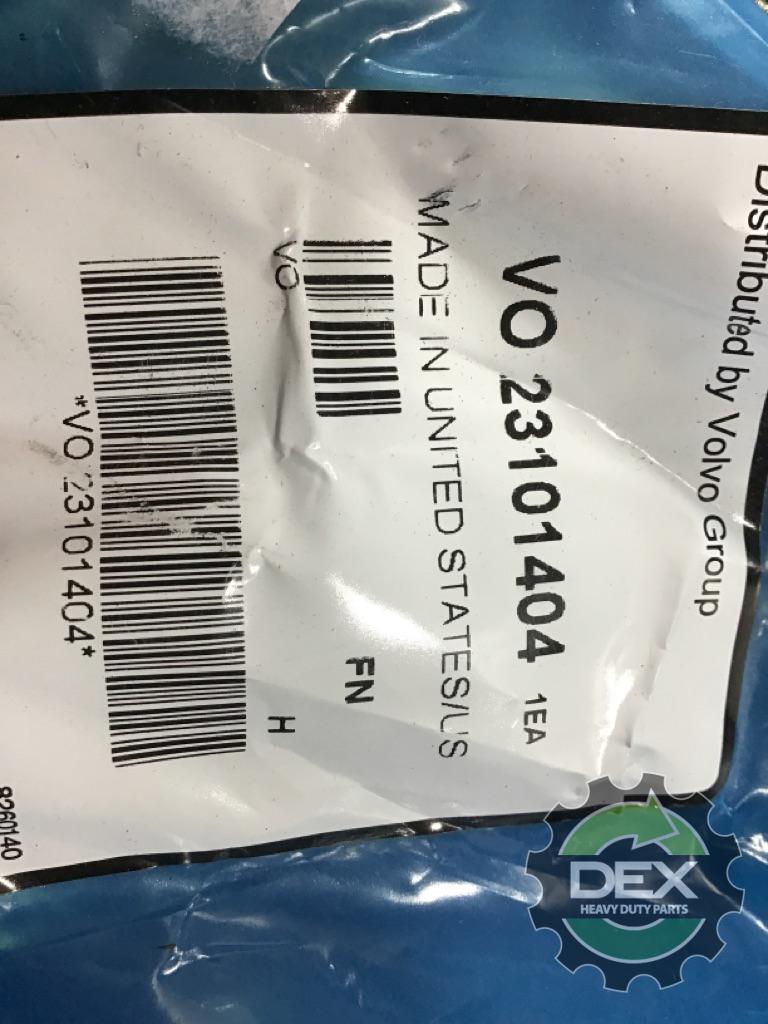 Distributed by Volvo Group
VO 23101404 1EA
MADE IN UNITED STATES/US
FN
VO
H
*VO 23101404*
8260140
DEX
HEAVY DUTY PARTS